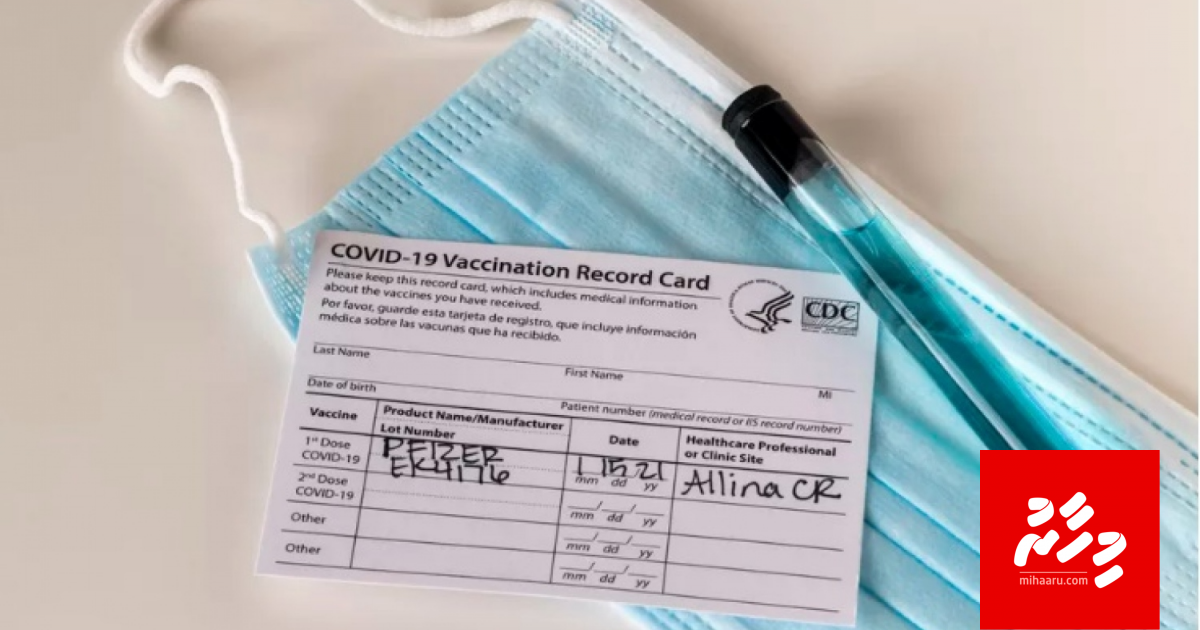 COVID-19 Vaccination Record Card
Please keep this record card, which includes medical information
about the vaccines you have received.
Por favor, guarde esta tarjeta de registro, que incluye información
médica sobre las vacunas que ha recibido.
CDC
Last Name First Name MI
Date of birth Patient number (medical record or IIS record number)
Vaccine Product Name/Manufacturer Date Healthcare Professional
Lot Number or Clinic Site
1st Dose PFIZER 1 15 21 Allina CR
COVID-19 EK4176 mm dd yy
2nd Dose
COVID-19 mm dd yy
Other
mm dd yy
Other
mm dd yy
މިހާރު
mihaaru.com